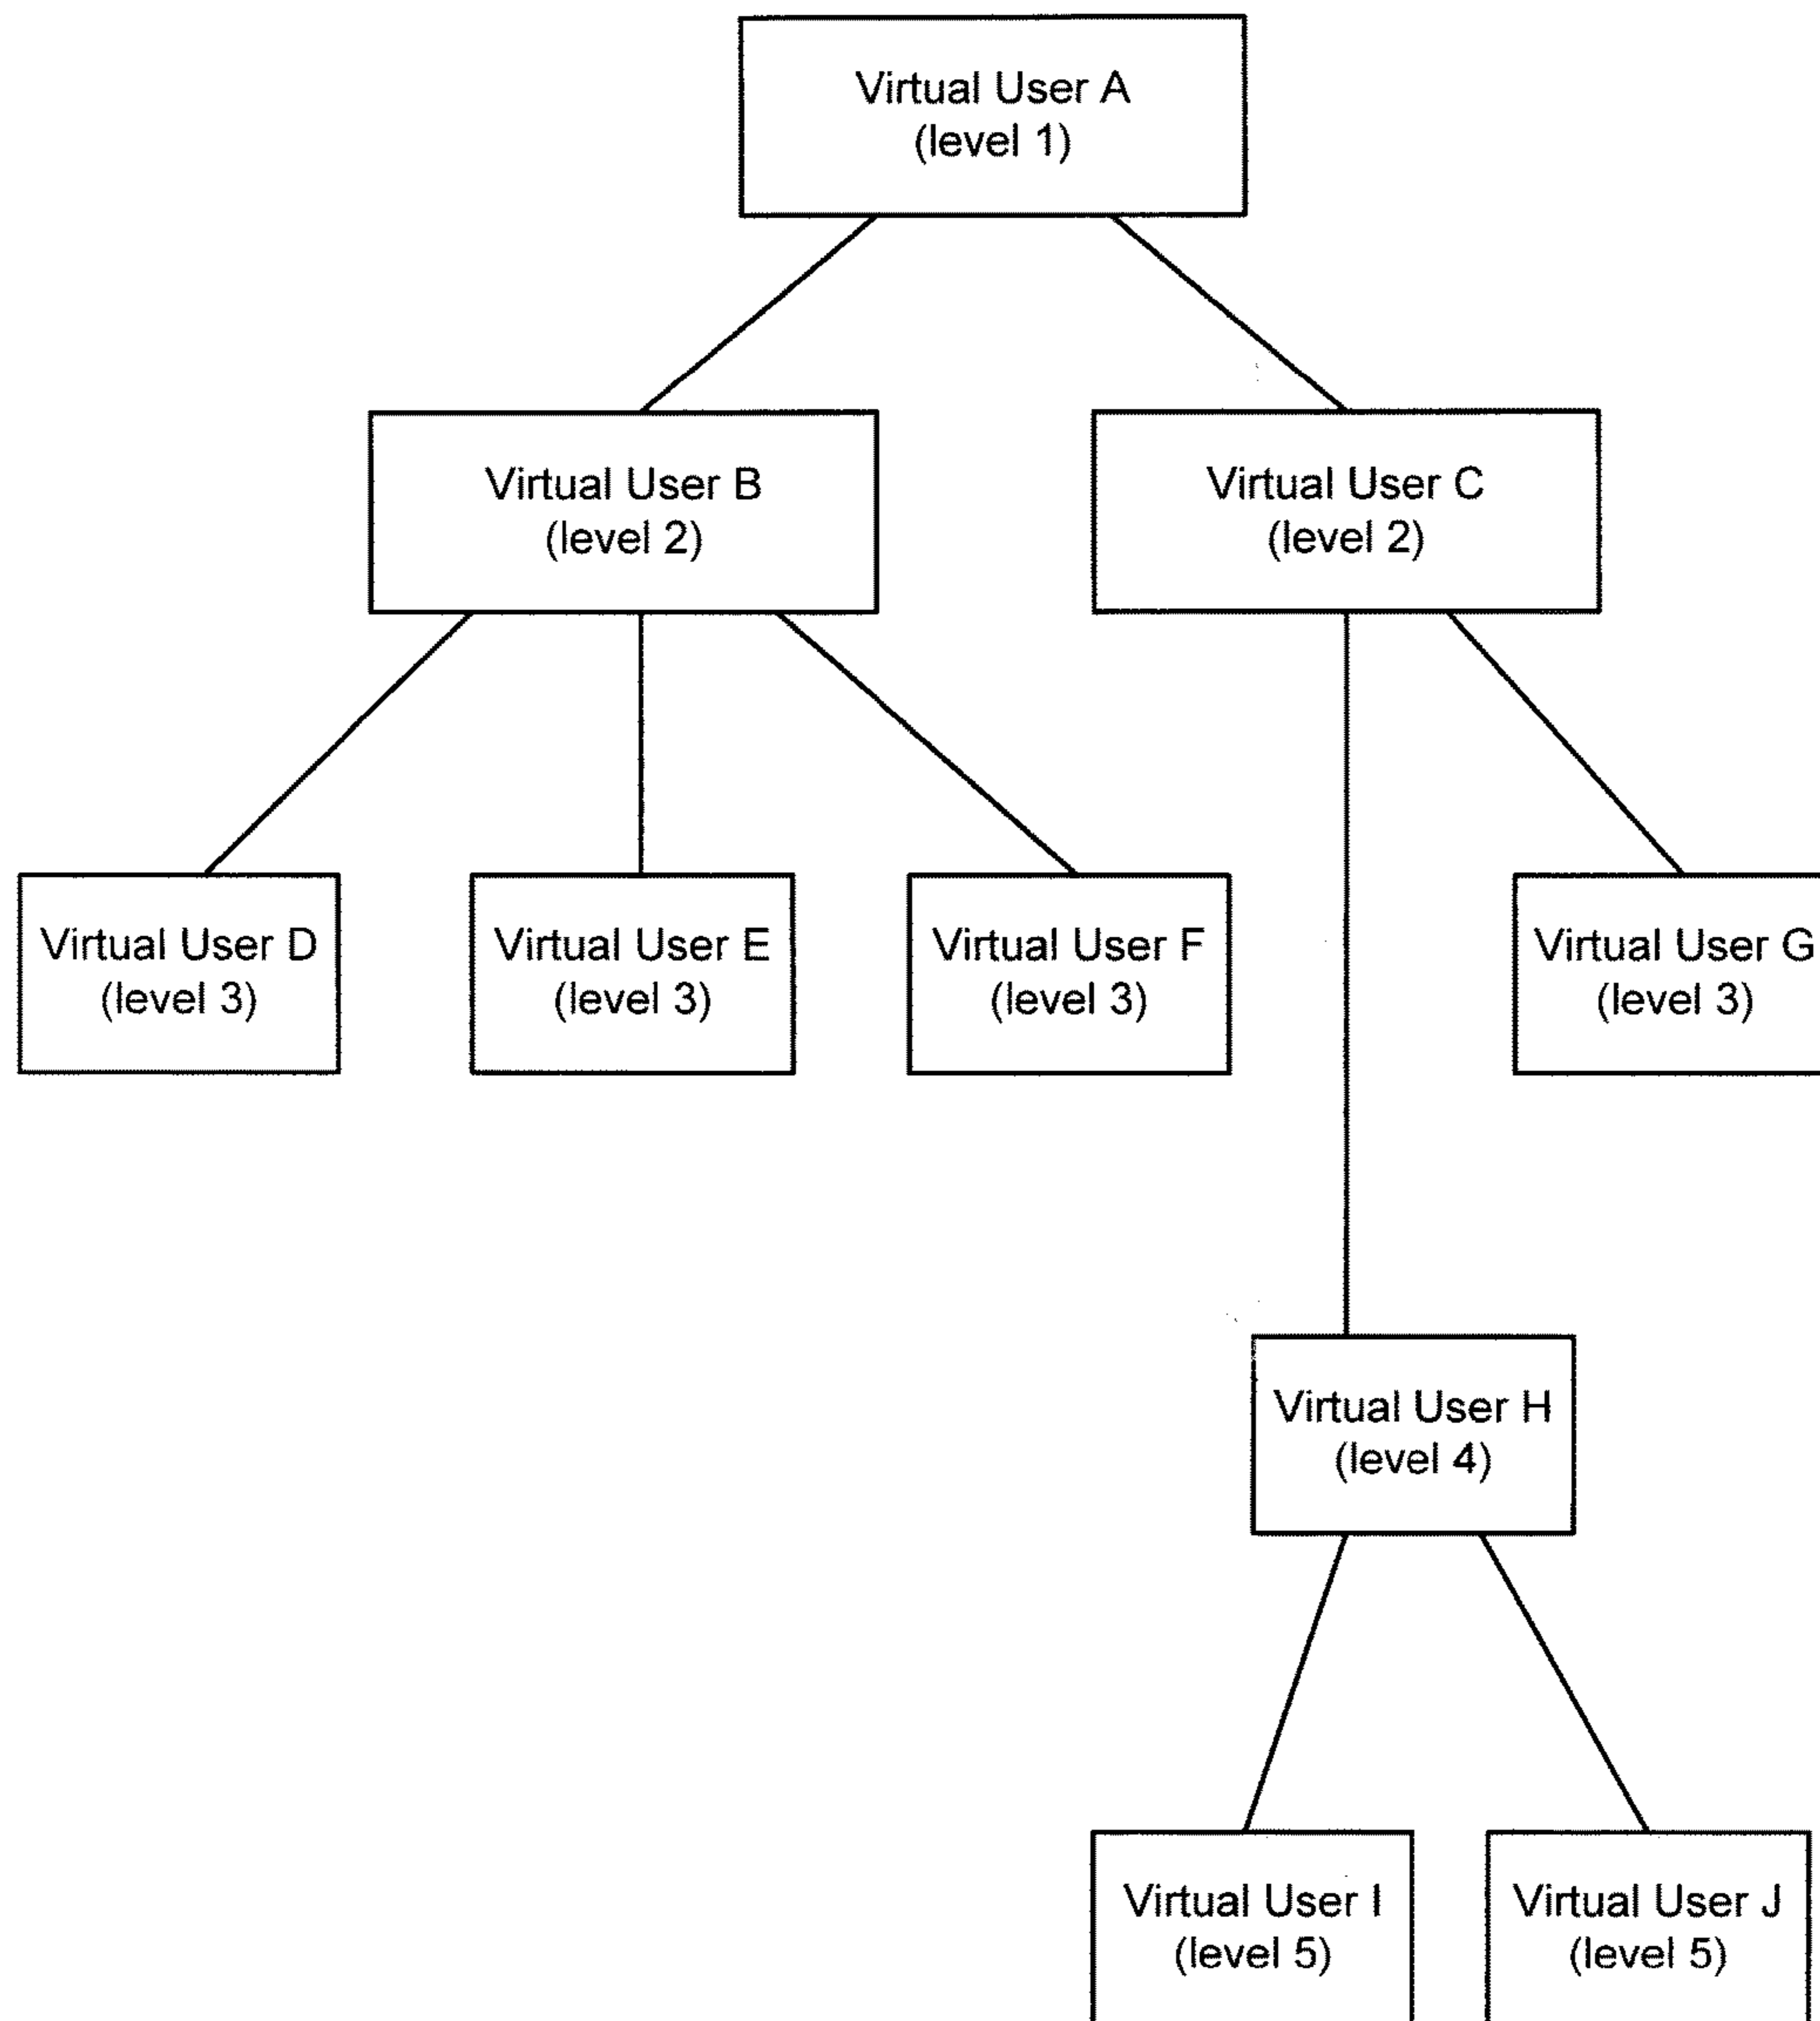 Virtual User A
(level 1)
Virtual User B
(level 2)
Virtual User C
(level 2)
Virtual User D
(level 3)
Virtual User E
(level 3)
Virtual User F
(level 3)
Virtual User G
(level 3)
Virtual User H
(level 4)
Virtual User I
(level 5)
Virtual User J
(level 5)